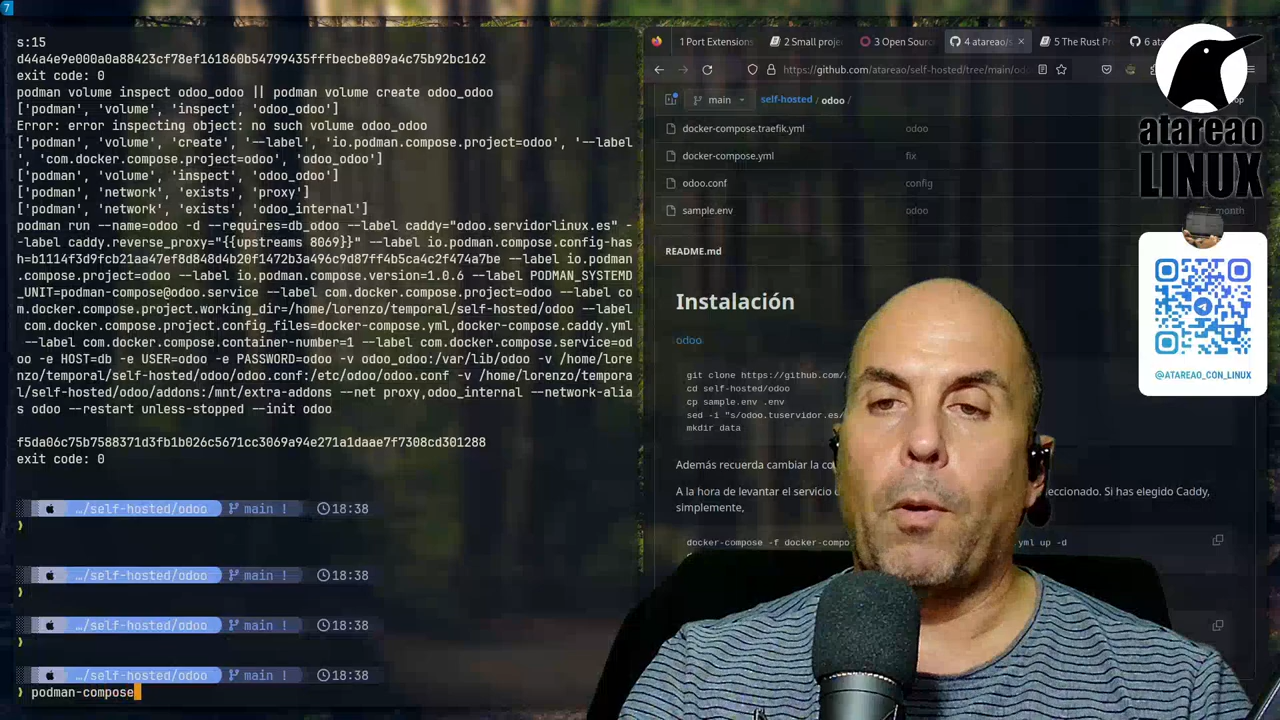 7
s:15
d44a4e9e000a0a88423cf78ef161860b54799435fffbecbe809a4c75b92bc162
exit code: 0
podman volume inspect odoo_odoo || podman volume create odoo_odoo
['podman', 'volume', 'inspect', 'odoo_odoo']
Error: error inspecting object: no such volume odoo_odoo
['podman', 'volume', 'create', '--label', 'io.podman.compose.project=odoo', '--label
', 'com.docker.compose.project=odoo', 'odoo_odoo']
['podman', 'volume', 'inspect', 'odoo_odoo']
['podman', 'network', 'exists', 'proxy']
['podman', 'network', 'exists', 'odoo_internal']
podman run --name=odoo -d --requires=db_odoo --label caddy="odoo.servidorlinux.es" -
-label caddy.reverse_proxy="{{upstreams 8069}}" --label io.podman.compose.config-has
h=b1114f3d9fcb21aa47ef8d848d4b20f1472b3a496c9d87ff4b5ca4c2f474a7be --label io.podman
.compose.project=odoo --label io.podman.compose.version=1.0.6 --label PODMAN_SYSTEMD
_UNIT=podman-compose@odoo.service --label com.docker.compose.project=odoo --label co
m.docker.compose.project.working_dir=/home/lorenzo/temporal/self-hosted/odoo --label
 com.docker.compose.project.config_files=docker-compose.yml,docker-compose.caddy.yml
 --label com.docker.compose.container-number=1 --label com.docker.compose.service=od
oo -e HOST=db -e USER=odoo -e PASSWORD=odoo -v odoo_odoo:/var/lib/odoo -v /home/lore
nzo/temporal/self-hosted/odoo/odoo.conf:/etc/odoo/odoo.conf -v /home/lorenzo/tempora
l/self-hosted/odoo/addons:/mnt/extra-addons --net proxy,odoo_internal --network-alia
s odoo --restart unless-stopped --init odoo
f5da06c75b7588371d3fb1b026c5671cc3069a94e271a1daae7f7308cd301288
exit code: 0
…/self-hosted/odoo main ! 18:38
…/self-hosted/odoo main ! 18:38
…/self-hosted/odoo main ! 18:38
…/self-hosted/odoo main ! 18:38
podman-compose
1 Port Extensions 2 Small proje 3 Open Sourc 4 atareao/s 5 The Rust Pr 6 at
https://github.com/atareao/self-hosted/tree/main/odo
main self-hosted / odoo /
docker-compose.traefik.yml odoo
docker-compose.yml fix
odoo.conf config
sample.env odoo month
README.md
Instalación
odoo
git clone https://github.com/
cd self-hosted/odoo
cp sample.env .env
sed -i "s/odoo.tuservidor.es/
mkdir data
Además recuerda cambiar la co
A la hora de levantar el servicio eccionado. Si has elegido Caddy,
simplemente,
docker-compose -f docker-compo yml up -d
atareao
LINUX
@ATAREAO_CON_LINUX